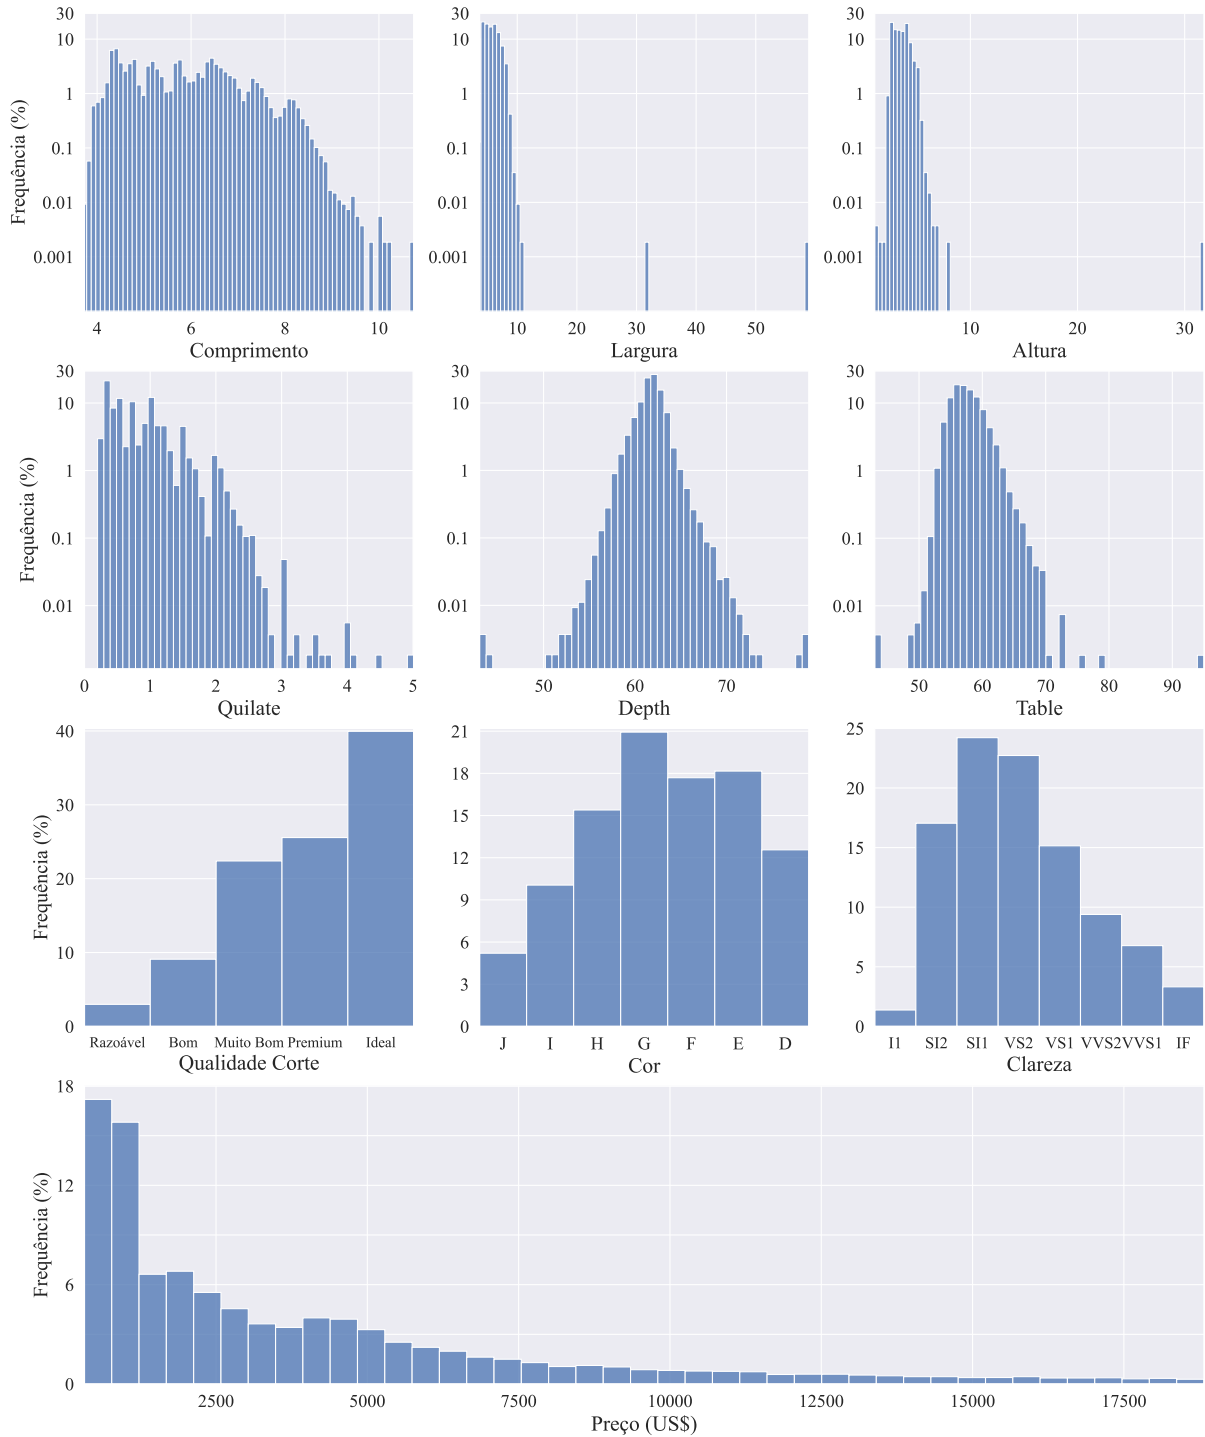 30 10 1 0.1 0.01 0.001
Frequência (%)
4 6 8 10
Comprimento
30 10 1 0.1 0.01 0.001
10 20 30 40 50
Largura
30 10 1 0.1 0.01 0.001
10 20 30
Altura
30 10 1 0.1 0.01
Frequência (%)
0 1 2 3 4 5
Quilate
30 10 1 0.1 0.01
50 60 70
Depth
30 10 1 0.1 0.01
50 60 70 80 90
Table
40 30 20 10 0
Frequência (%)
Razoável Bom Muito Bom Premium Ideal
Qualidade Corte
21 18 15 12 9 6 3 0
J I H G F E D
Cor
25 20 15 10 5 0
I1 SI2 SI1 VS2 VS1 VVS2 VVS1 IF
Clareza
18 12 6 0
Frequência (%)
2500 5000 7500 10000 12500 15000 17500
Preço (US$)